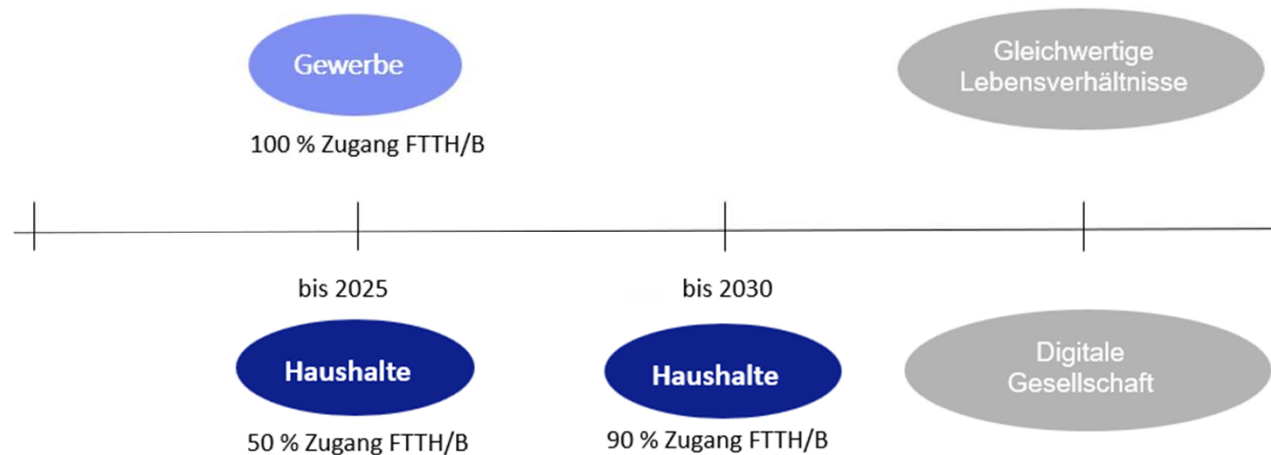 Gewerbe
100 % Zugang FTTH/B
Gleichwertige
Lebensverhältnisse
bis 2025
bis 2030
Haushalte
50 % Zugang FTTH/B
Haushalte
90 % Zugang FTTH/B
Digitale
Gesellschaft